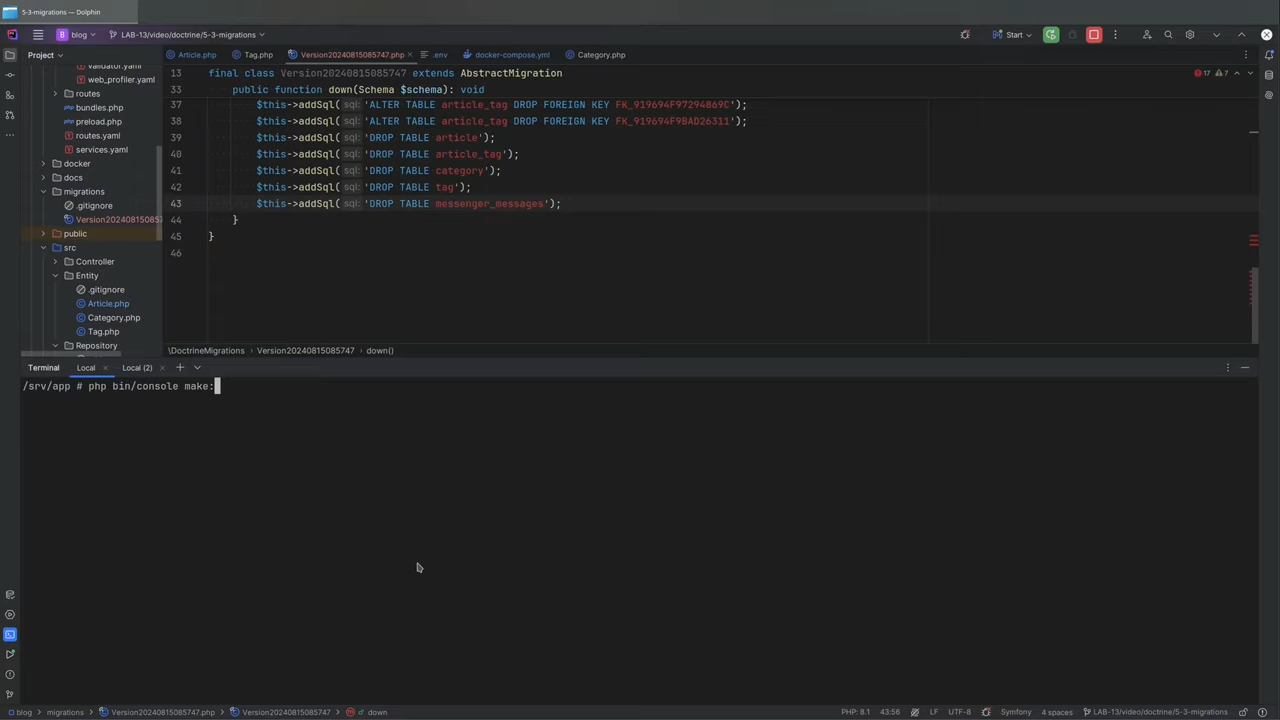 5-3-migrations — Dolphin
B blog LAB-13/video/doctrine/5-3-migrations Start
Project Article.php Tag.php Version20240815085747.php .env docker-compose.yml Category.php
validator.yaml
web_profiler.yaml
routes
bundles.php
preload.php
routes.yaml
services.yaml
docker
docs
migrations
.gitignore
Version202408150857
public
src
Controller
Entity
.gitignore
Article.php
Category.php
Tag.php
Repository
13 final class Version20240815085747 extends AbstractMigration 17 7
33 public function down(Schema $schema): void
37 $this->addSql( sql: 'ALTER TABLE article_tag DROP FOREIGN KEY FK_919694F97294869C');
38 $this->addSql( sql: 'ALTER TABLE article_tag DROP FOREIGN KEY FK_919694F9BAD26311');
39 $this->addSql( sql: 'DROP TABLE article');
40 $this->addSql( sql: 'DROP TABLE article_tag');
41 $this->addSql( sql: 'DROP TABLE category');
42 $this->addSql( sql: 'DROP TABLE tag');
43 $this->addSql( sql: 'DROP TABLE messenger_messages');
44 }
45 }
46
\DoctrineMigrations Version20240815085747 down()
Terminal Local Local (2)
/srv/app # php bin/console make:
blog migrations Version20240815085747.php Version20240815085747 down PHP: 8.1 43:56 LF UTF-8 Symfony 4 spaces LAB-13/video/doctrine/5-3-migrations